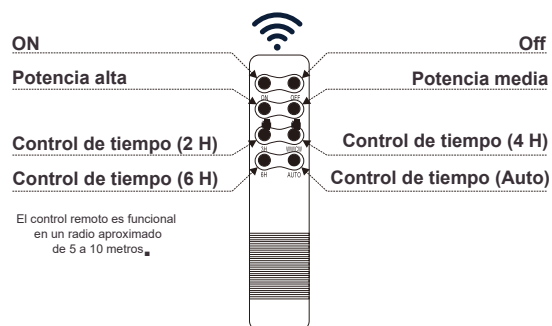 ON
Off
Potencia alta
Potencia media
ON OFF
Control de tiempo (2 H)
Control de tiempo (4 H)
3H
Control de tiempo (6 H)
Control de tiempo (Auto)
6H AUTO
El control remoto es funcional
en un radio aproximado
de 5 a 10 metros.